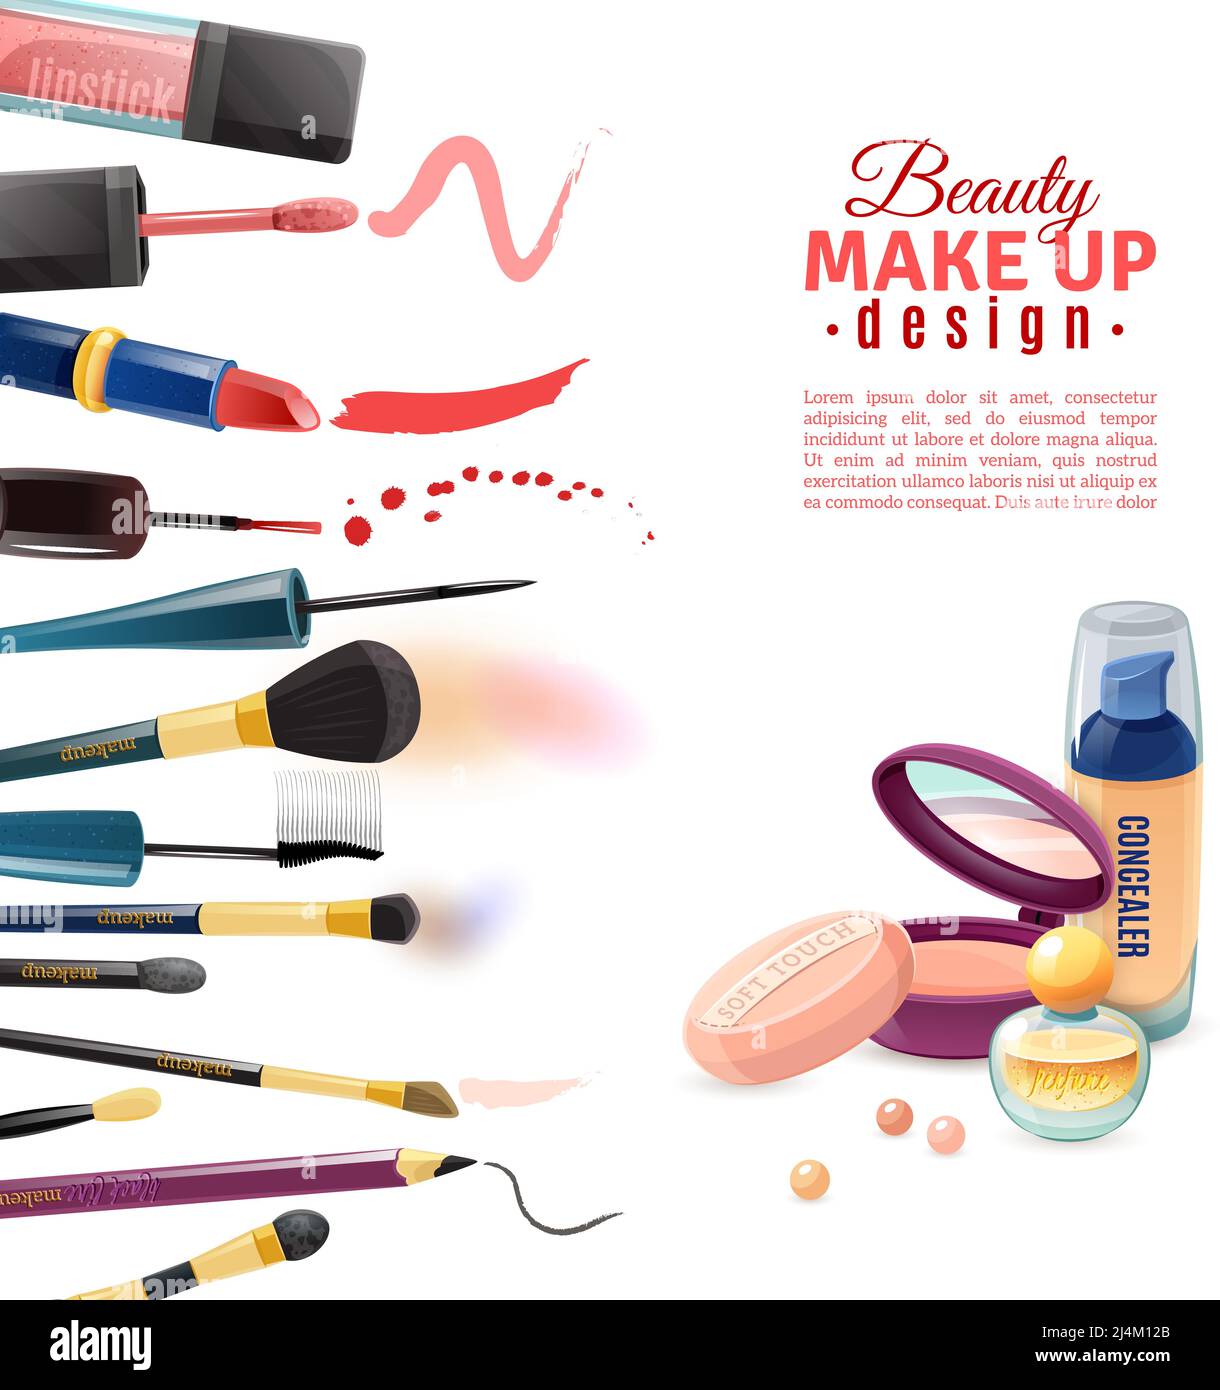 lipstick
Beauty
MAKE UP
• design •
Lorem ipsum dolor sit amet, consectetur
adipisicing elit, sed do eiusmod tempor
incididunt ut labore et dolore magna aliqua.
Ut enim ad minim veniam, quis nostrud
exercitation ullamco laboris nisi ut aliquip ex
ea commodo consequat. Duis aute irure dolor
makeup
makeup
makeup
makeup
makeup
black line
CONCEALER
SOFT TOUCH
perfume
a
alamy
alamy
Image ID: 2J4M12B
www.alamy.com